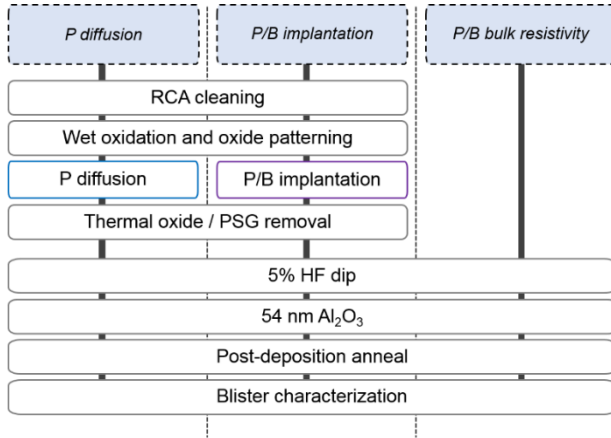 P diffusion
P/B implantation
P/B bulk resistivity
RCA cleaning
Wet oxidation and oxide patterning
P diffusion
P/B implantation
Thermal oxide / PSG removal
5% HF dip
54 nm Al₂O₃
Post-deposition anneal
Blister characterization